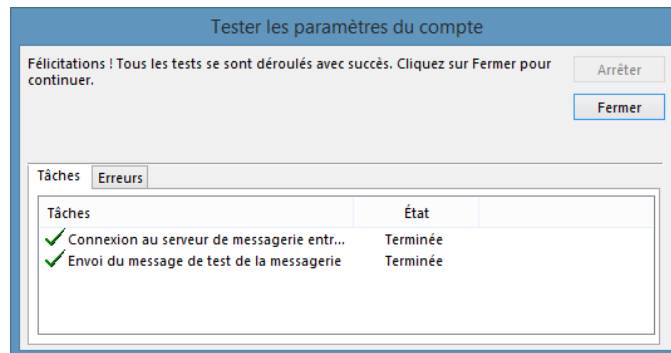 Tester les paramètres du compte
Félicitations ! Tous les tests se sont déroulés avec succès. Cliquez sur Fermer pour
continuer.
Arrêter
Fermer
Tâches Erreurs
Tâches État
Connexion au serveur de messagerie entr... Terminée
Envoi du message de test de la messagerie Terminée